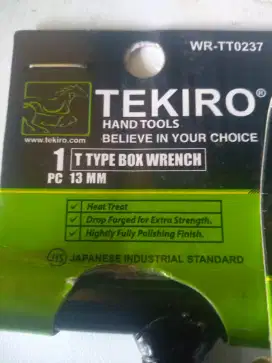 WR-TT0237
TEKIRO®
HAND TOOLS
www.tekiro.com
BELIEVE IN YOUR CHOICE
1 PC
T TYPE BOX WRENCH
13 MM
✓ Heat Treat
✓ Drop Forged for Extra Strength.
✓ Hightly Fully Polishing Finish.
JIS JAPANESE INDUSTRIAL STANDARD